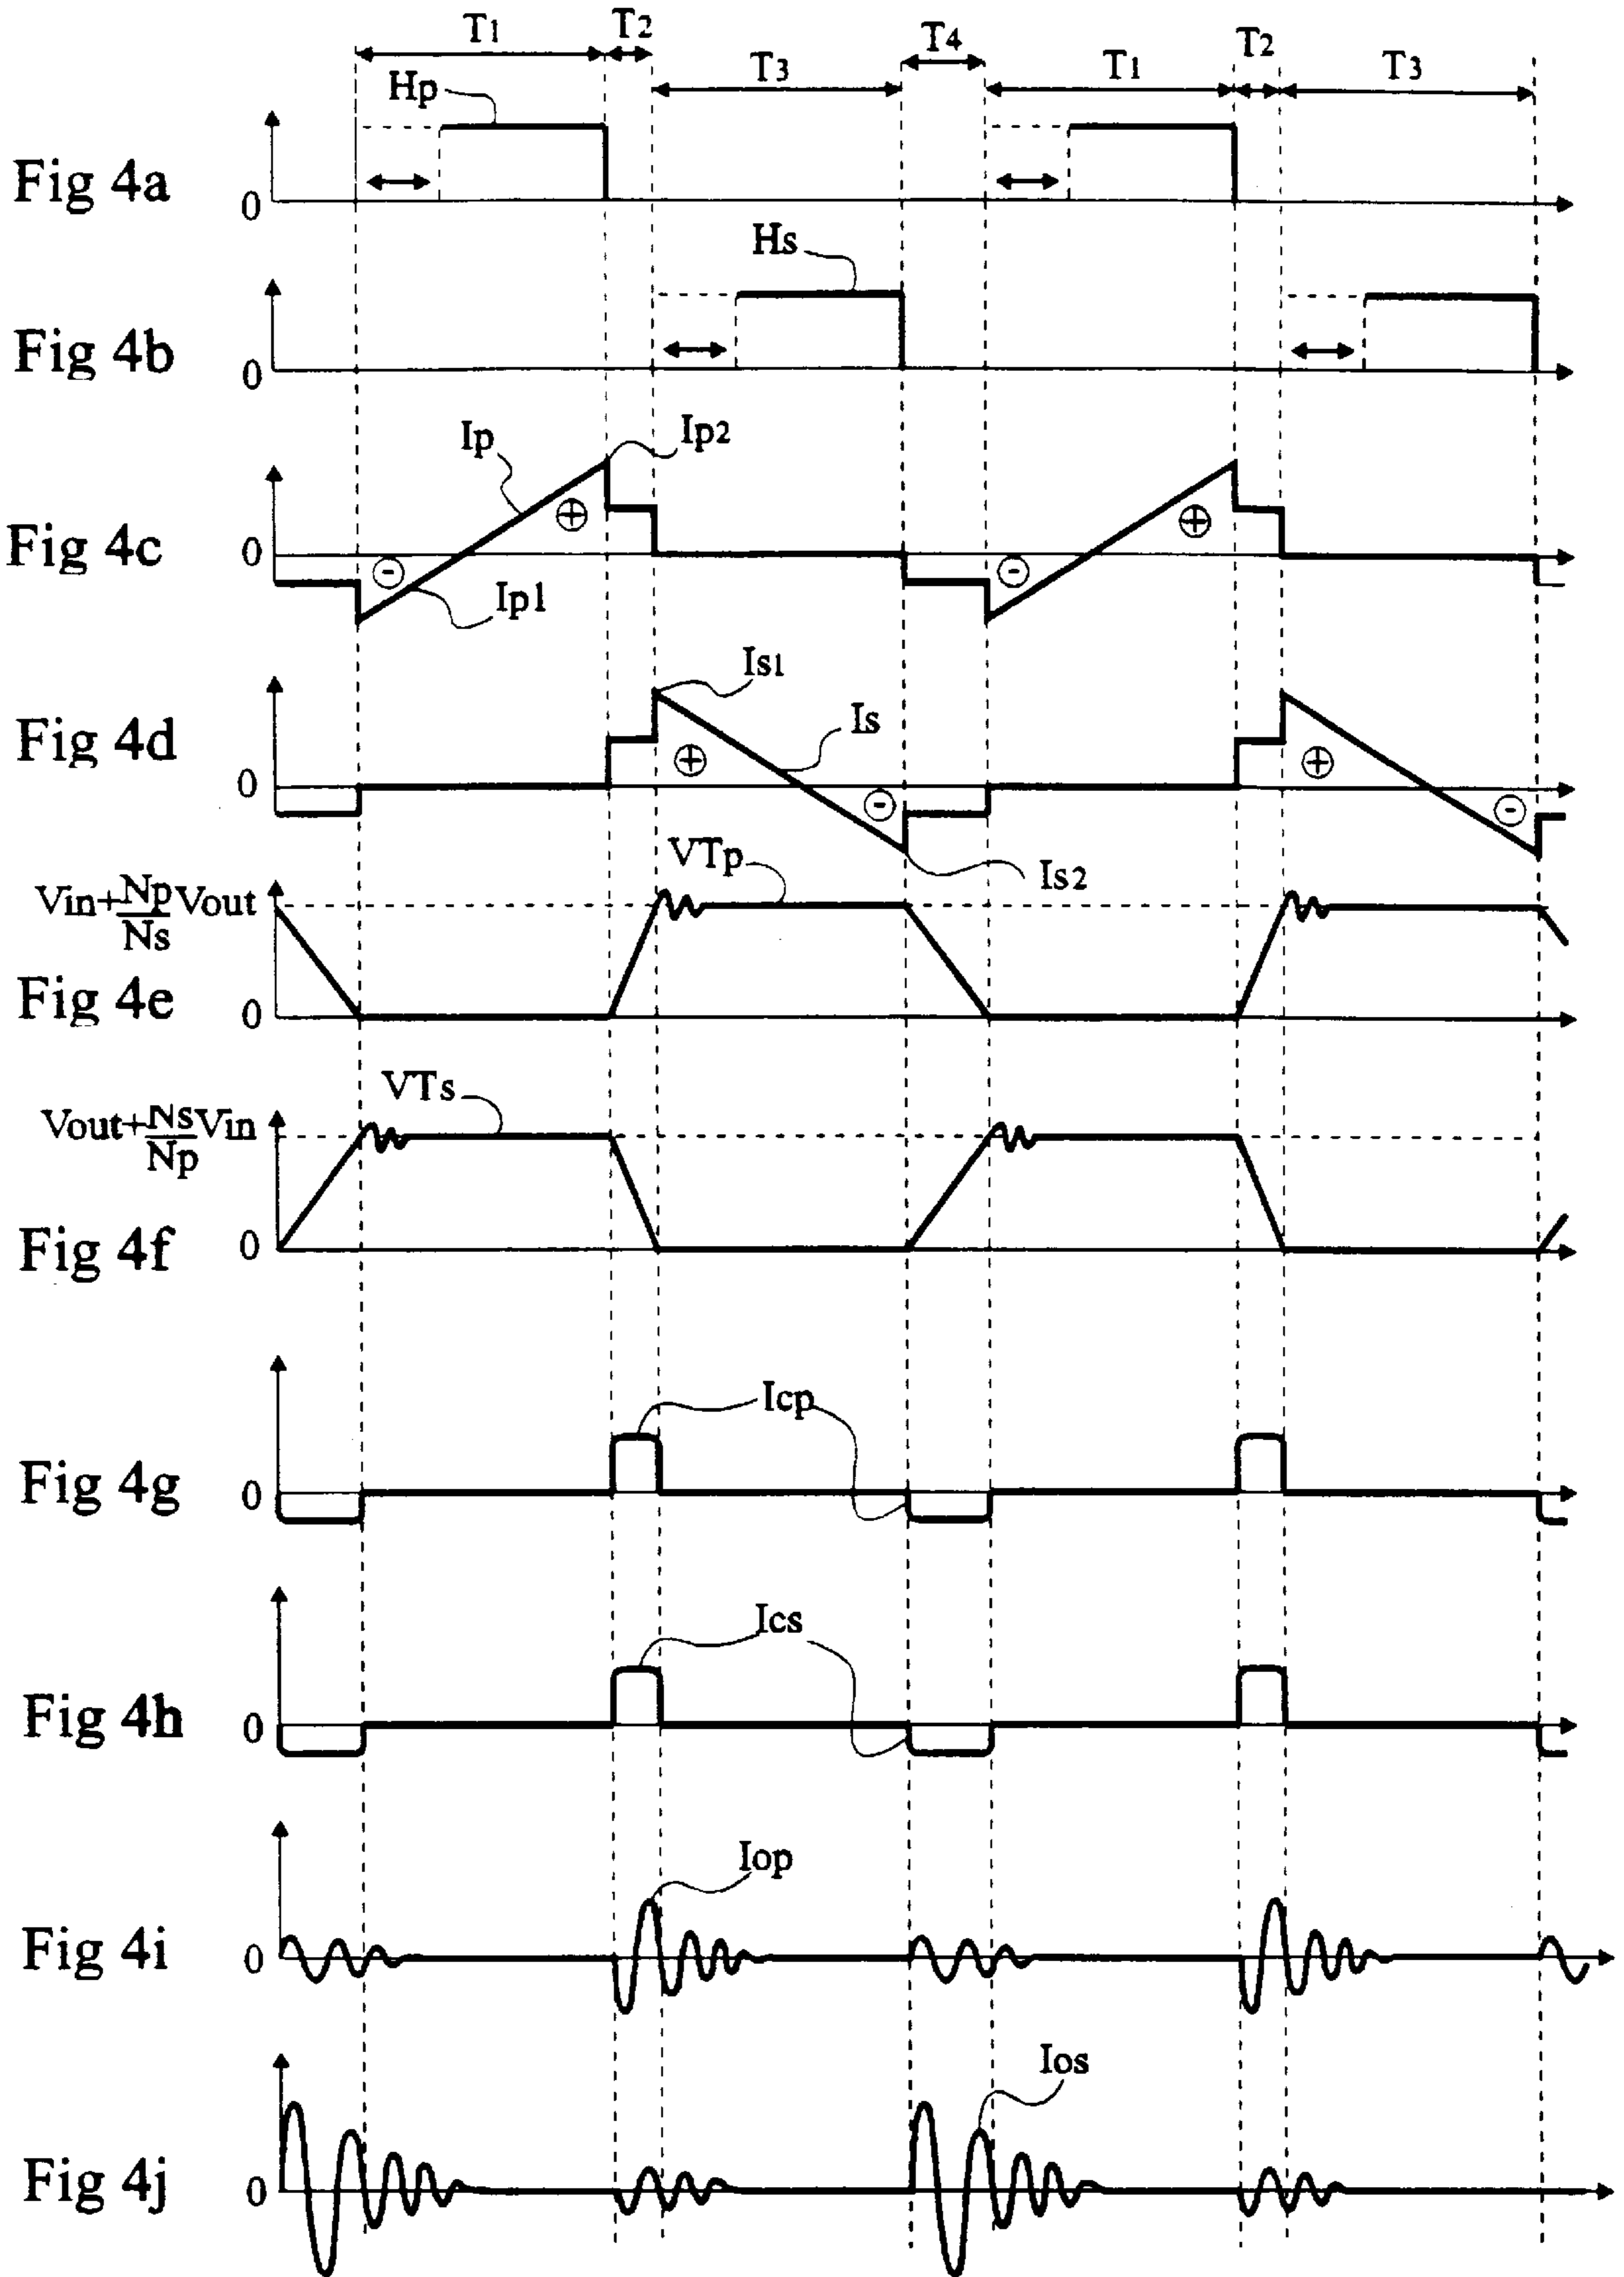 T1 T2 T3 T4 T1 T2 T3
Hp
Fig 4a
0
Hs
Fig 4b
0
Ip Ip2
+ +
Fig 4c
0
- -
Ip1
Is1
Is
Fig 4d
+ +
0
- -
Is2
VTp
Vin+Np/Ns Vout
Fig 4e
0
VTs
Vout+Ns/Np Vin
Fig 4f
0
Icp
Fig 4g
0
Ics
Fig 4h
0
Iop
Fig 4i
0
Ios
Fig 4j
0